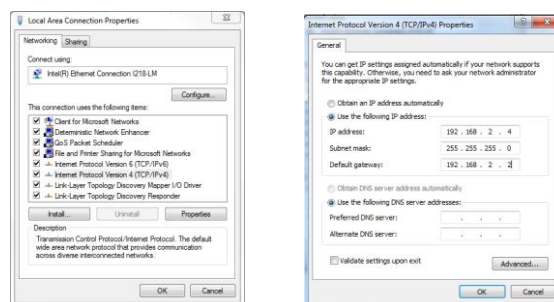 Local Area Connection Properties
Networking Sharing
Connect using:
Intel(R) Ethernet Connection I218-LM
Configure...
This connection uses the following items:
Client for Microsoft Networks
Deterministic Network Enhancer
QoS Packet Scheduler
File and Printer Sharing for Microsoft Networks
Internet Protocol Version 6 (TCP/IPv6)
Internet Protocol Version 4 (TCP/IPv4)
Link-Layer Topology Discovery Mapper I/O Driver
Link-Layer Topology Discovery Responder
Install... Uninstall Properties
Description
Transmission Control Protocol/Internet Protocol. The default
wide area network protocol that provides communication
across diverse interconnected networks.
OK Cancel
Internet Protocol Version 4 (TCP/IPv4) Properties
General
You can get IP settings assigned automatically if your network supports
this capability. Otherwise, you need to ask your network administrator
for the appropriate IP settings.
Obtain an IP address automatically
Use the following IP address:
IP address: 192 . 168 . 2 . 4
Subnet mask: 255 . 255 . 255 . 0
Default gateway: 192 . 168 . 2 . 2
Obtain DNS server address automatically
Use the following DNS server addresses:
Preferred DNS server: . . .
Alternate DNS server: . . .
Validate settings upon exit
Advanced...
OK Cancel